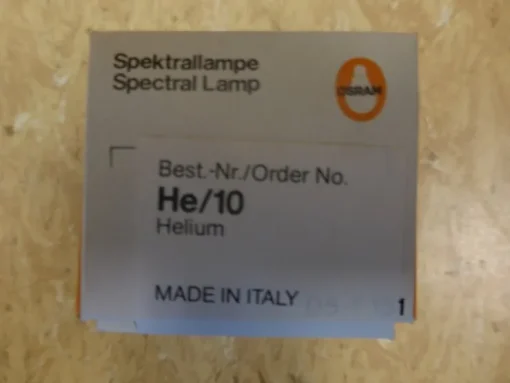 Spektrallampe
Spectral Lamp
OSRAM
Best.-Nr./Order No.
He/10
Helium
MADE IN ITALY
1